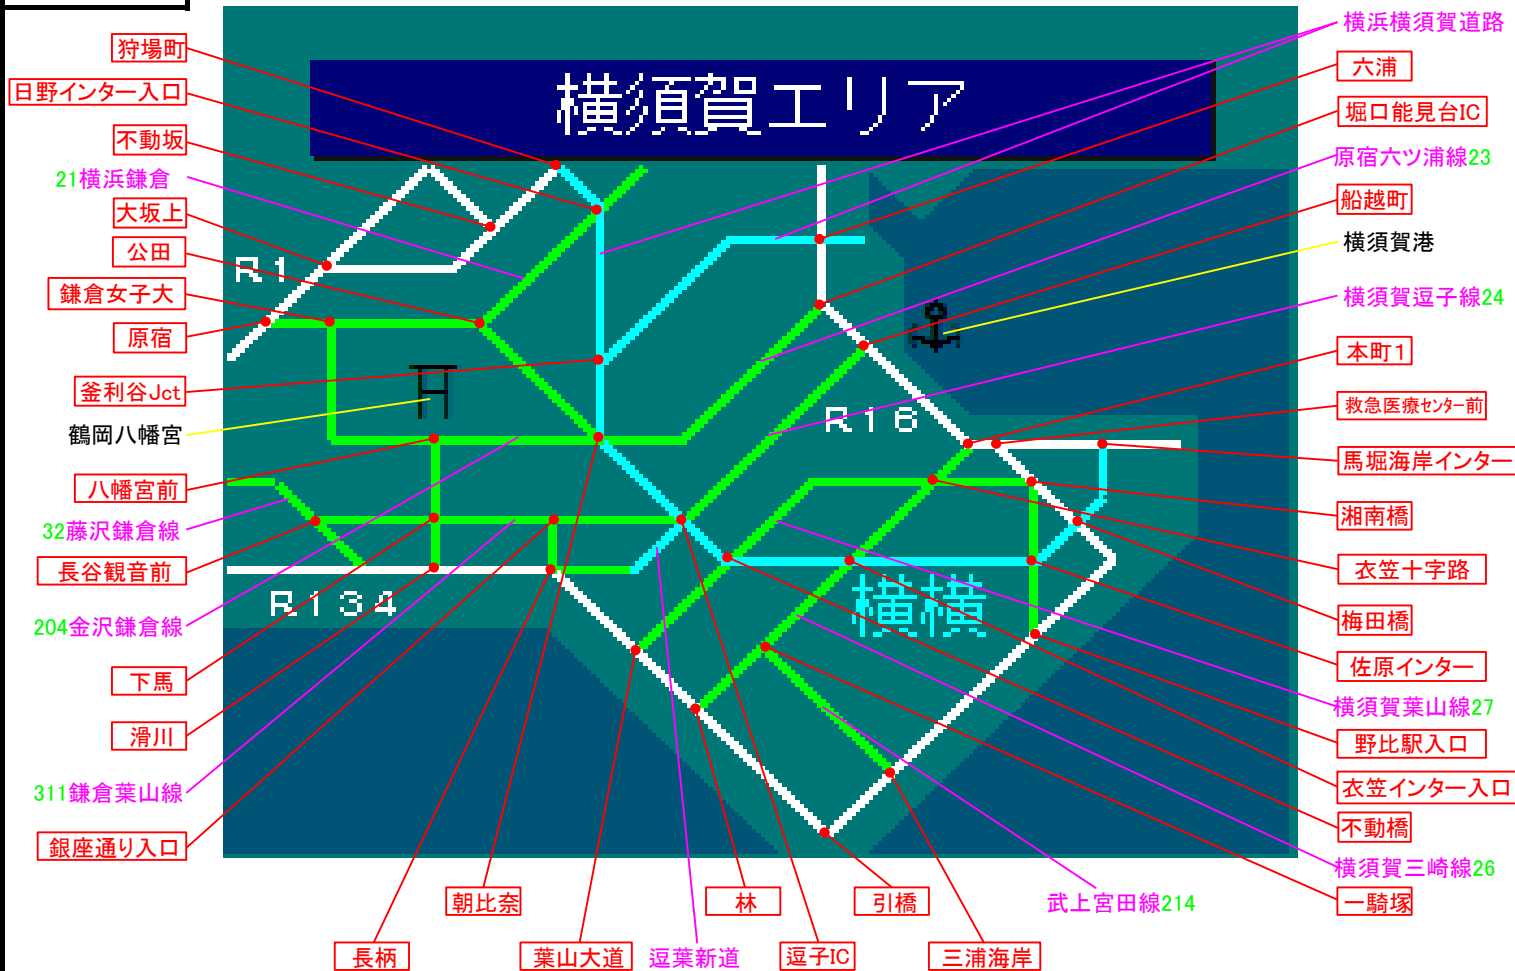 横浜横須賀道路
狩場町
六浦
横須賀エリア
日野インター入口
堀口能見台IC
不動坂
原宿六ツ浦線23
21横浜鎌倉
船越町
大坂上
横須賀港
公田
R1
鎌倉女子大
横須賀逗子線24
原宿
本町1
釜利谷Jct
救急医療センター前
R16
鶴岡八幡宮
馬堀海岸インター
八幡宮前
湘南橋
32藤沢鎌倉線
長谷観音前
衣笠十字路
R134
横横
204金沢鎌倉線
梅田橋
下馬
佐原インター
横須賀葉山線27
滑川
野比駅入口
311鎌倉葉山線
衣笠インター入口
銀座通り入口
不動橋
横須賀三崎線26
朝比奈
林
引橋
武上宮田線214
一騎塚
長柄
葉山大道
逗葉新道
逗子IC
三浦海岸